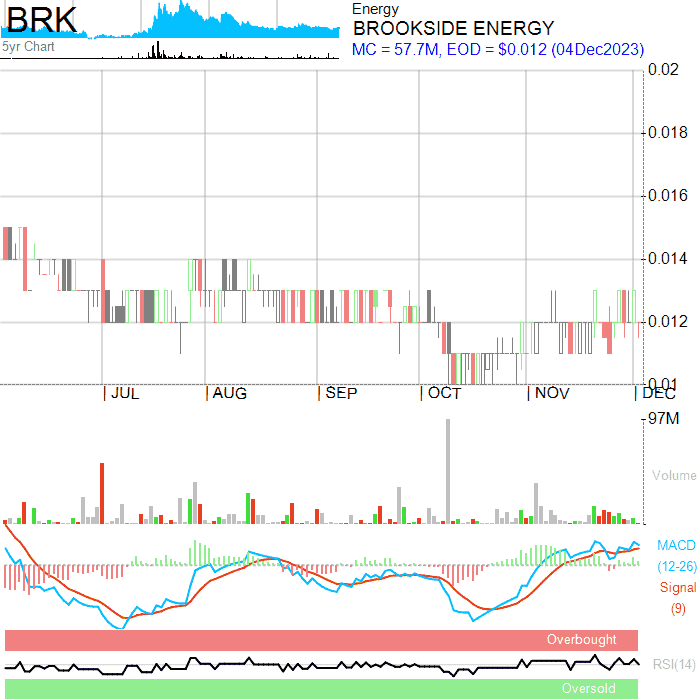 BRK
5yr Chart
Energy
BROOKSIDE ENERGY
MC = 57.7M, EOD = $0.012 (04Dec2023)
0.02
0.018
0.016
0.014
0.012
0.01
JUL AUG SEP OCT NOV DEC
97M
Volume
MACD
(12-26)
Signal
(9)
Overbought
RSI(14)
Oversold